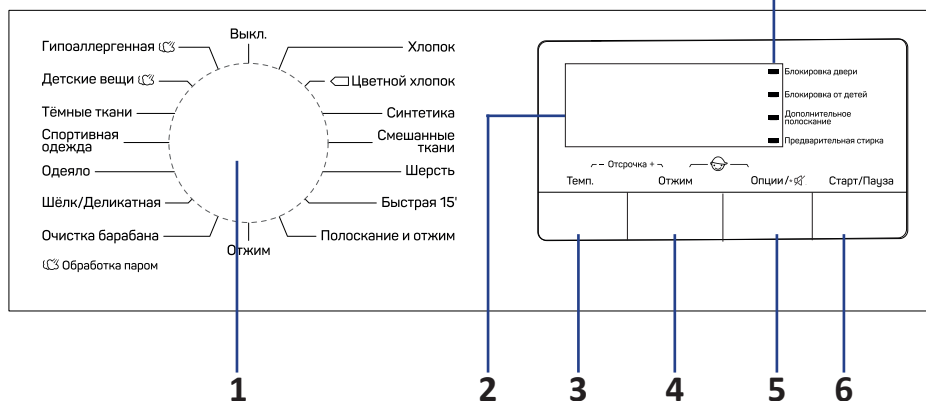 Выкл.
Гипоаллергенная
Детские вещи
Тёмные ткани
Спортивная
одежда
Одеяло
Шёлк/Деликатная
Очистка барабана
Обработка паром
Хлопок
Цветной хлопок
Синтетика
Смешанные
ткани
Шерсть
Быстрая 15'
Полоскание и отжим
Отжим
Блокировка двери
Блокировка от детей
Дополнительное
полоскание
Предварительная стирка
– Отсрочка +
Темп.
Отжим
Опции/
Старт/Пауза
1
2
3
4
5
6